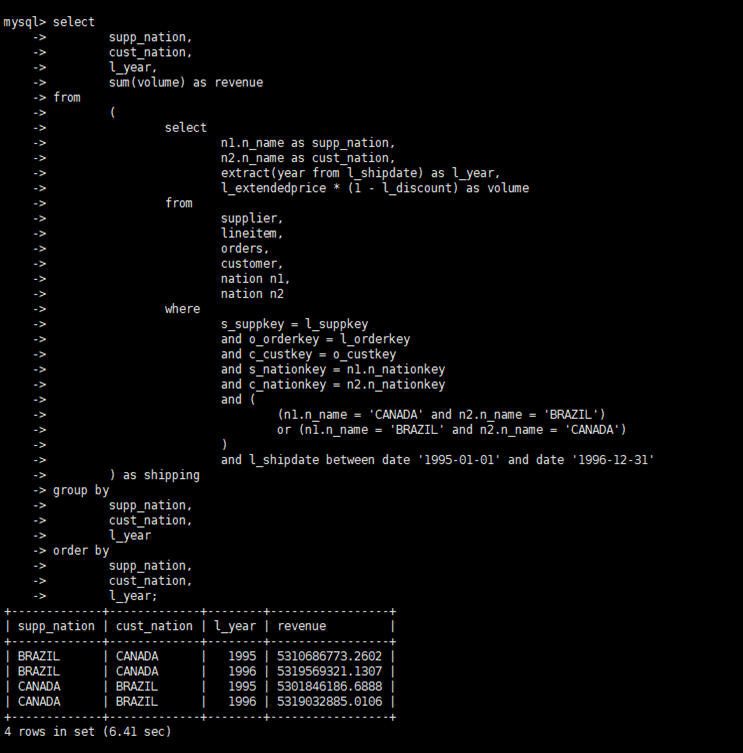 mysql> select
    ->         supp_nation,
    ->         cust_nation,
    ->         l_year,
    ->         sum(volume) as revenue
    -> from
    ->         (
    ->                 select
    ->                         n1.n_name as supp_nation,
    ->                         n2.n_name as cust_nation,
    ->                         extract(year from l_shipdate) as l_year,
    ->                         l_extendedprice * (1 - l_discount) as volume
    ->                 from
    ->                         supplier,
    ->                         lineitem,
    ->                         orders,
    ->                         customer,
    ->                         nation n1,
    ->                         nation n2
    ->                 where
    ->                         s_suppkey = l_suppkey
    ->                         and o_orderkey = l_orderkey
    ->                         and c_custkey = o_custkey
    ->                         and s_nationkey = n1.n_nationkey
    ->                         and c_nationkey = n2.n_nationkey
    ->                         and (
    ->                                 (n1.n_name = 'CANADA' and n2.n_name = 'BRAZIL')
    ->                                 or (n1.n_name = 'BRAZIL' and n2.n_name = 'CANADA')
    ->                         )
    ->                         and l_shipdate between date '1995-01-01' and date '1996-12-31'
    ->         ) as shipping
    -> group by
    ->         supp_nation,
    ->         cust_nation,
    ->         l_year
    -> order by
    ->         supp_nation,
    ->         cust_nation,
    ->         l_year;
+-------------+-------------+--------+-----------------+
| supp_nation | cust_nation | l_year | revenue         |
+-------------+-------------+--------+-----------------+
| BRAZIL      | CANADA      |   1995 | 5310686773.2602 |
| BRAZIL      | CANADA      |   1996 | 5319569321.1307 |
| CANADA      | BRAZIL      |   1995 | 5301846186.6888 |
| CANADA      | BRAZIL      |   1996 | 5319032885.0106 |
+-------------+-------------+--------+-----------------+
4 rows in set (6.41 sec)